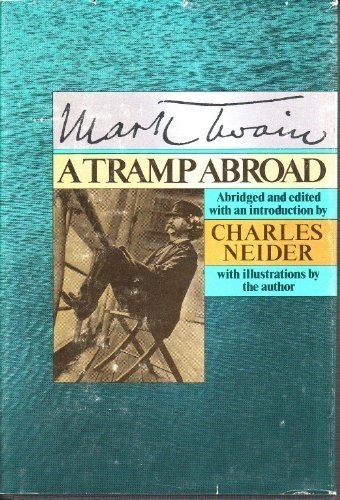 Mark Twain
A TRAMP ABROAD
Abridged and edited
with an introduction by
CHARLES
NEIDER
with illustrations by
the author